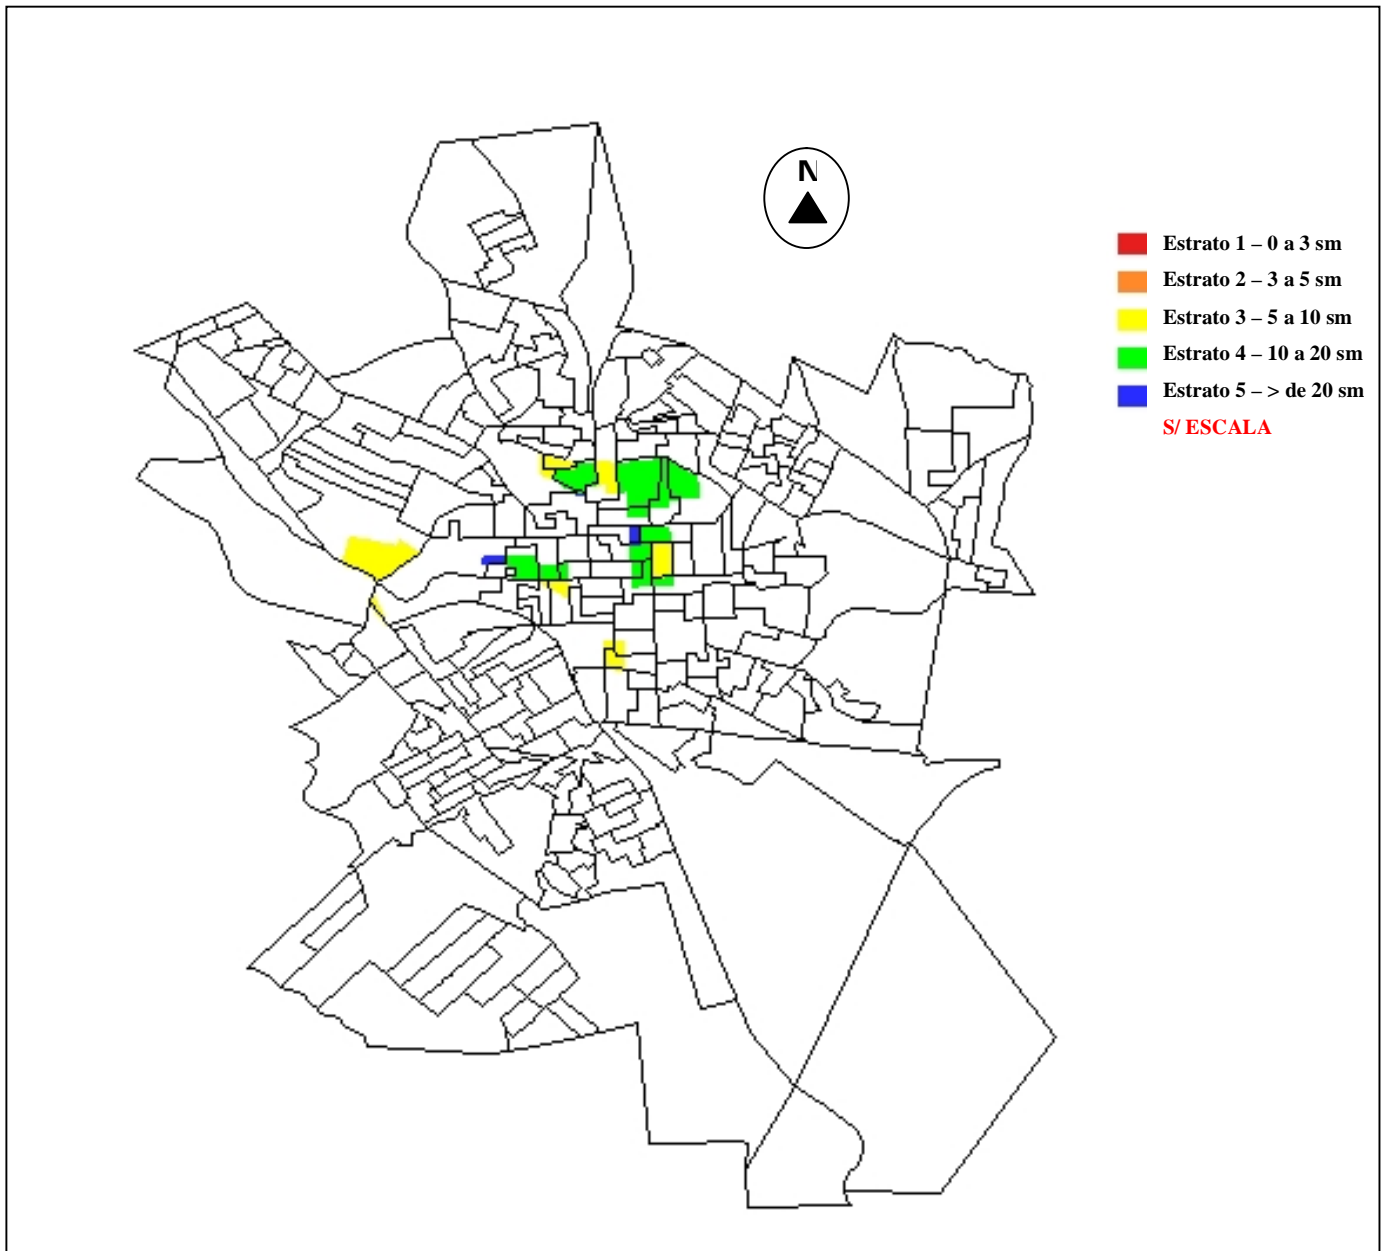 N
Estrato 1 – 0 a 3 sm
Estrato 2 – 3 a 5 sm
Estrato 3 – 5 a 10 sm
Estrato 4 – 10 a 20 sm
Estrato 5 – > de 20 sm
S/ ESCALA